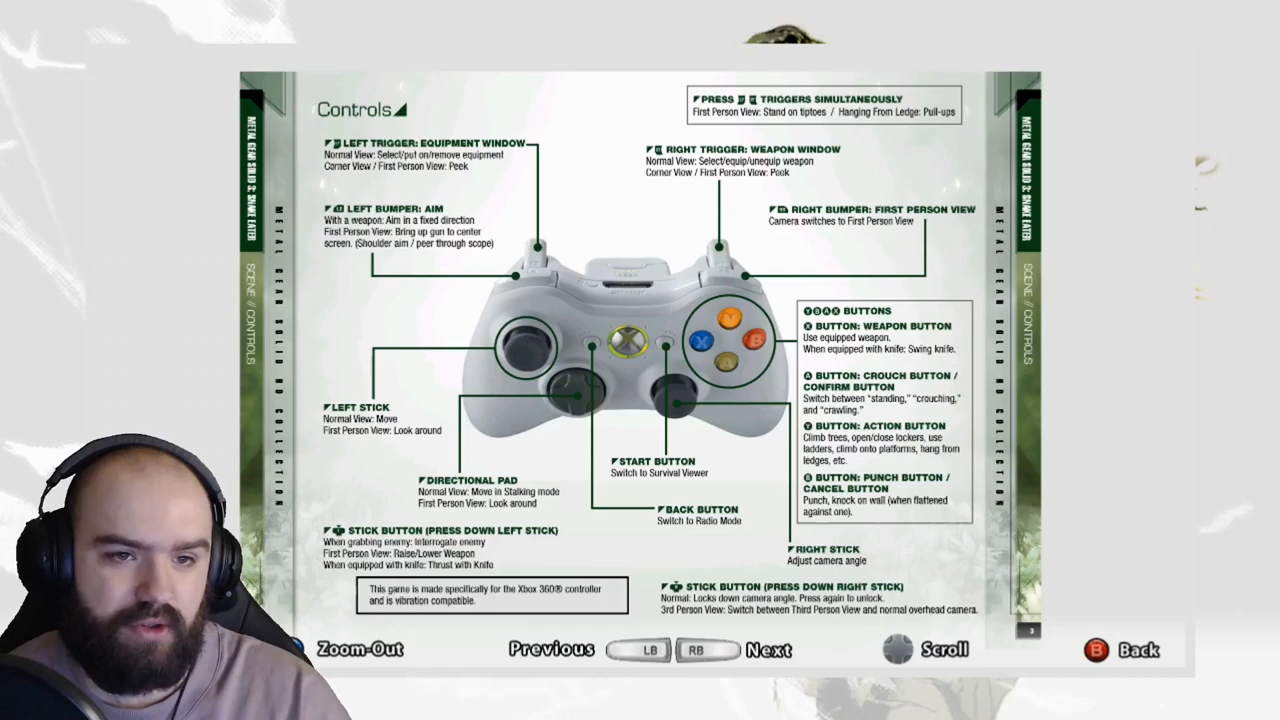 Controls
PRESS TRIGGERS SIMULTANEOUSLY
First Person View: Stand on tiptoes / Hanging From Ledge: Pull-ups
LEFT TRIGGER: EQUIPMENT WINDOW
Normal View: Select/put on/remove equipment
Corner View / First Person View: Peek
RIGHT TRIGGER: WEAPON WINDOW
Normal View: Select/equip/unequip weapon
Corner View / First Person View: Peek
LEFT BUMPER: AIM
With a weapon: Aim in a fixed direction
First Person View: Bring up gun to center
screen. (Shoulder aim / peer through scope)
RIGHT BUMPER: FIRST PERSON VIEW
Camera switches to First Person View
METAL GEAR SOLID 3: SNAKE EATER
SCENE // CONTROLS
METAL GEAR SOLID HD COLLECTION
METAL GEAR SOLID HD COLLECTION
METAL GEAR SOLID 3: SNAKE EATER
SCENE // CONTROLS
Y
X
B
A
Y B A X BUTTONS
X BUTTON: WEAPON BUTTON
Use equipped weapon.
When equipped with knife: Swing knife.
A BUTTON: CROUCH BUTTON /
CONFIRM BUTTON
Switch between "standing," "crouching,"
and "crawling."
Y BUTTON: ACTION BUTTON
Climb trees, open/close lockers, use
ladders, climb onto platforms, hang from
ledges, etc.
B BUTTON: PUNCH BUTTON /
CANCEL BUTTON
Punch, knock on wall (when flattened
against one).
LEFT STICK
Normal View: Move
First Person View: Look around
START BUTTON
Switch to Survival Viewer
DIRECTIONAL PAD
Normal View: Move in Stalking mode
First Person View: Look around
BACK BUTTON
Switch to Radio Mode
STICK BUTTON (PRESS DOWN LEFT STICK)
When grabbing enemy: Interrogate enemy
First Person View: Raise/Lower Weapon
When equipped with knife: Thrust with Knife
RIGHT STICK
Adjust camera angle
This game is made specifically for the Xbox 360® controller
and is vibration compatible.
STICK BUTTON (PRESS DOWN RIGHT STICK)
Normal: Locks down camera angle. Press again to unlock.
3rd Person View: Switch between Third Person View and normal overhead camera.
3
Zoom-Out
Previous LB RB Next
Scroll
B Back